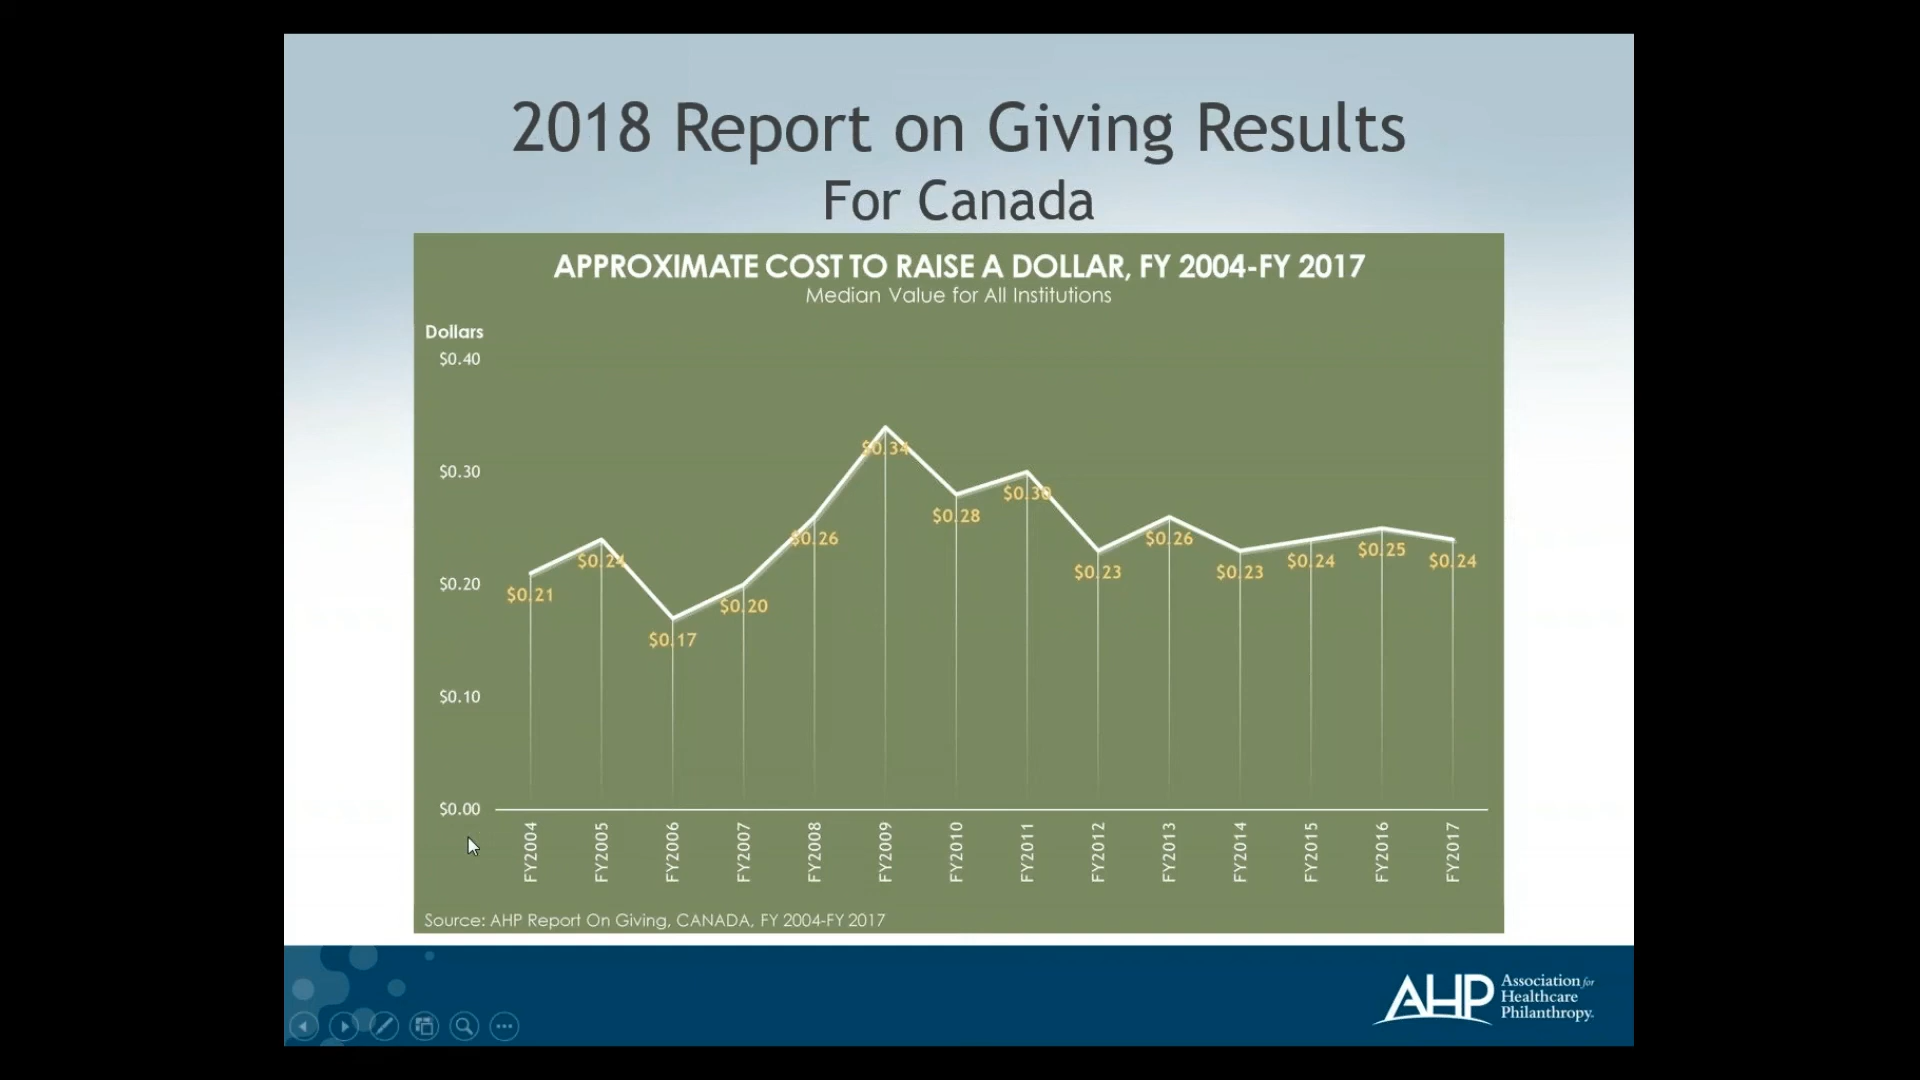 2018 Report on Giving Results
For Canada
APPROXIMATE COST TO RAISE A DOLLAR, FY 2004-FY 2017
Median Value for All Institutions
Dollars
$0.40
$0.30
$0.20
$0.10
$0.00
$0.21
$0.24
$0.17
$0.20
$0.26
$0.34
$0.28
$0.30
$0.23
$0.26
$0.23
$0.24
$0.25
$0.24
FY2004
FY2005
FY2006
FY2007
FY2008
FY2009
FY2010
FY2011
FY2012
FY2013
FY2014
FY2015
FY2016
FY2017
Source: AHP Report On Giving, CANADA, FY 2004-FY 2017
AHP
Association for
Healthcare
Philanthropy.